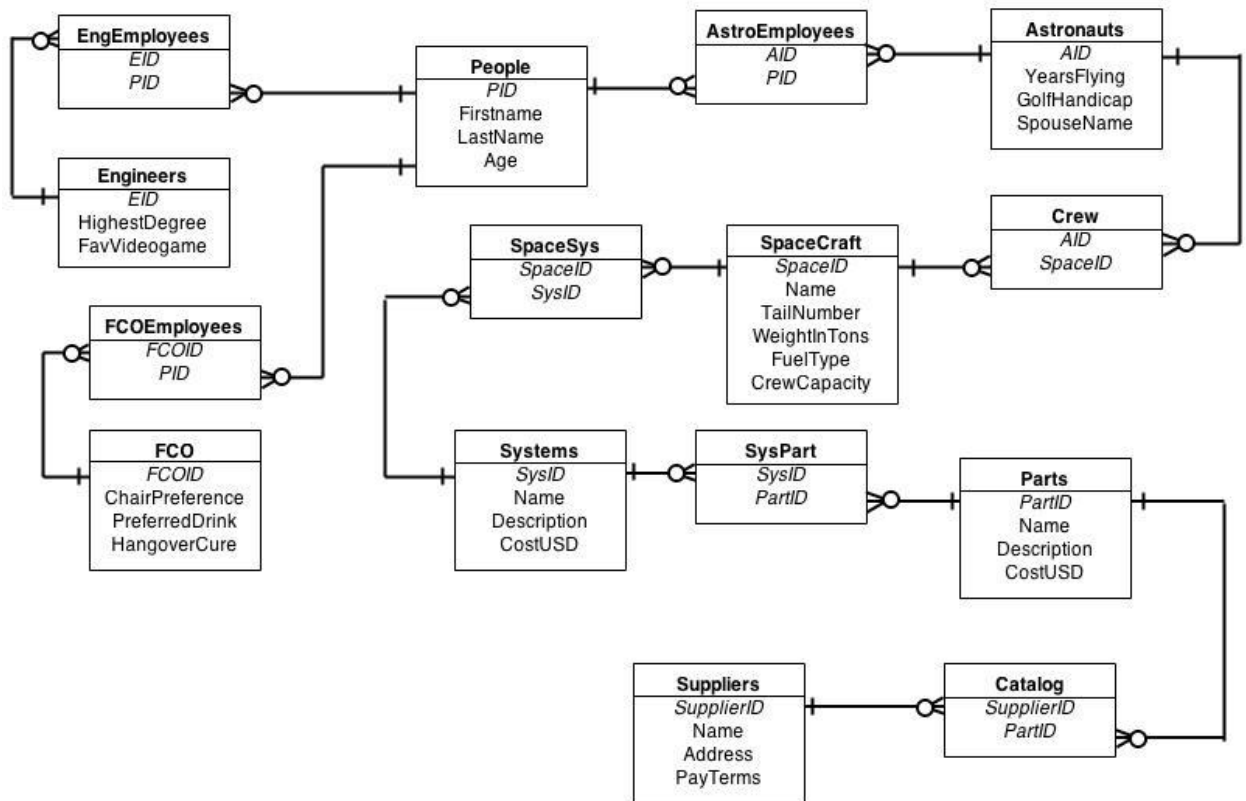 EngEmployees
EID
PID
People
PID
Firstname
LastName
Age
AstroEmployees
AID
PID
Astronauts
AID
YearsFlying
GolfHandicap
SpouseName
Engineers
EID
HighestDegree
FavVideogame
SpaceSys
SpaceID
SysID
SpaceCraft
SpaceID
Name
TailNumber
WeightInTons
FuelType
CrewCapacity
Crew
AID
SpaceID
FCOEmployees
FCOID
PID
FCO
FCOID
ChairPreference
PreferredDrink
HangoverCure
Systems
SysID
Name
Description
CostUSD
SysPart
SysID
PartID
Parts
PartID
Name
Description
CostUSD
Suppliers
SupplierID
Name
Address
PayTerms
Catalog
SupplierID
PartID